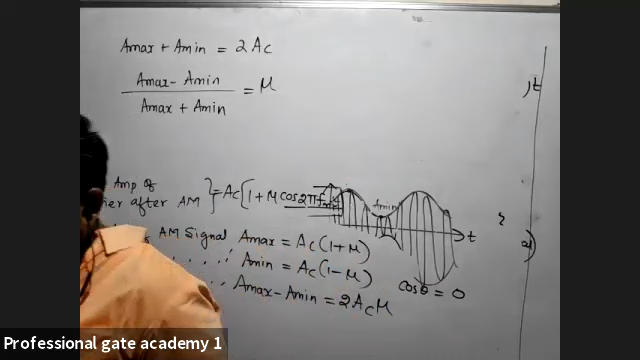 Amax + Amin = 2Ac
Amax - Amin
Amax + Amin
= μ
Amp of
after AM } = Ac[1 + μ cos2πf
Amin
t
AM Signal Amax = Ac(1+μ)
Amin = Ac(1-μ)
Amax - Amin = 2Acμ
cosθ = 0
Professional gate academy 1